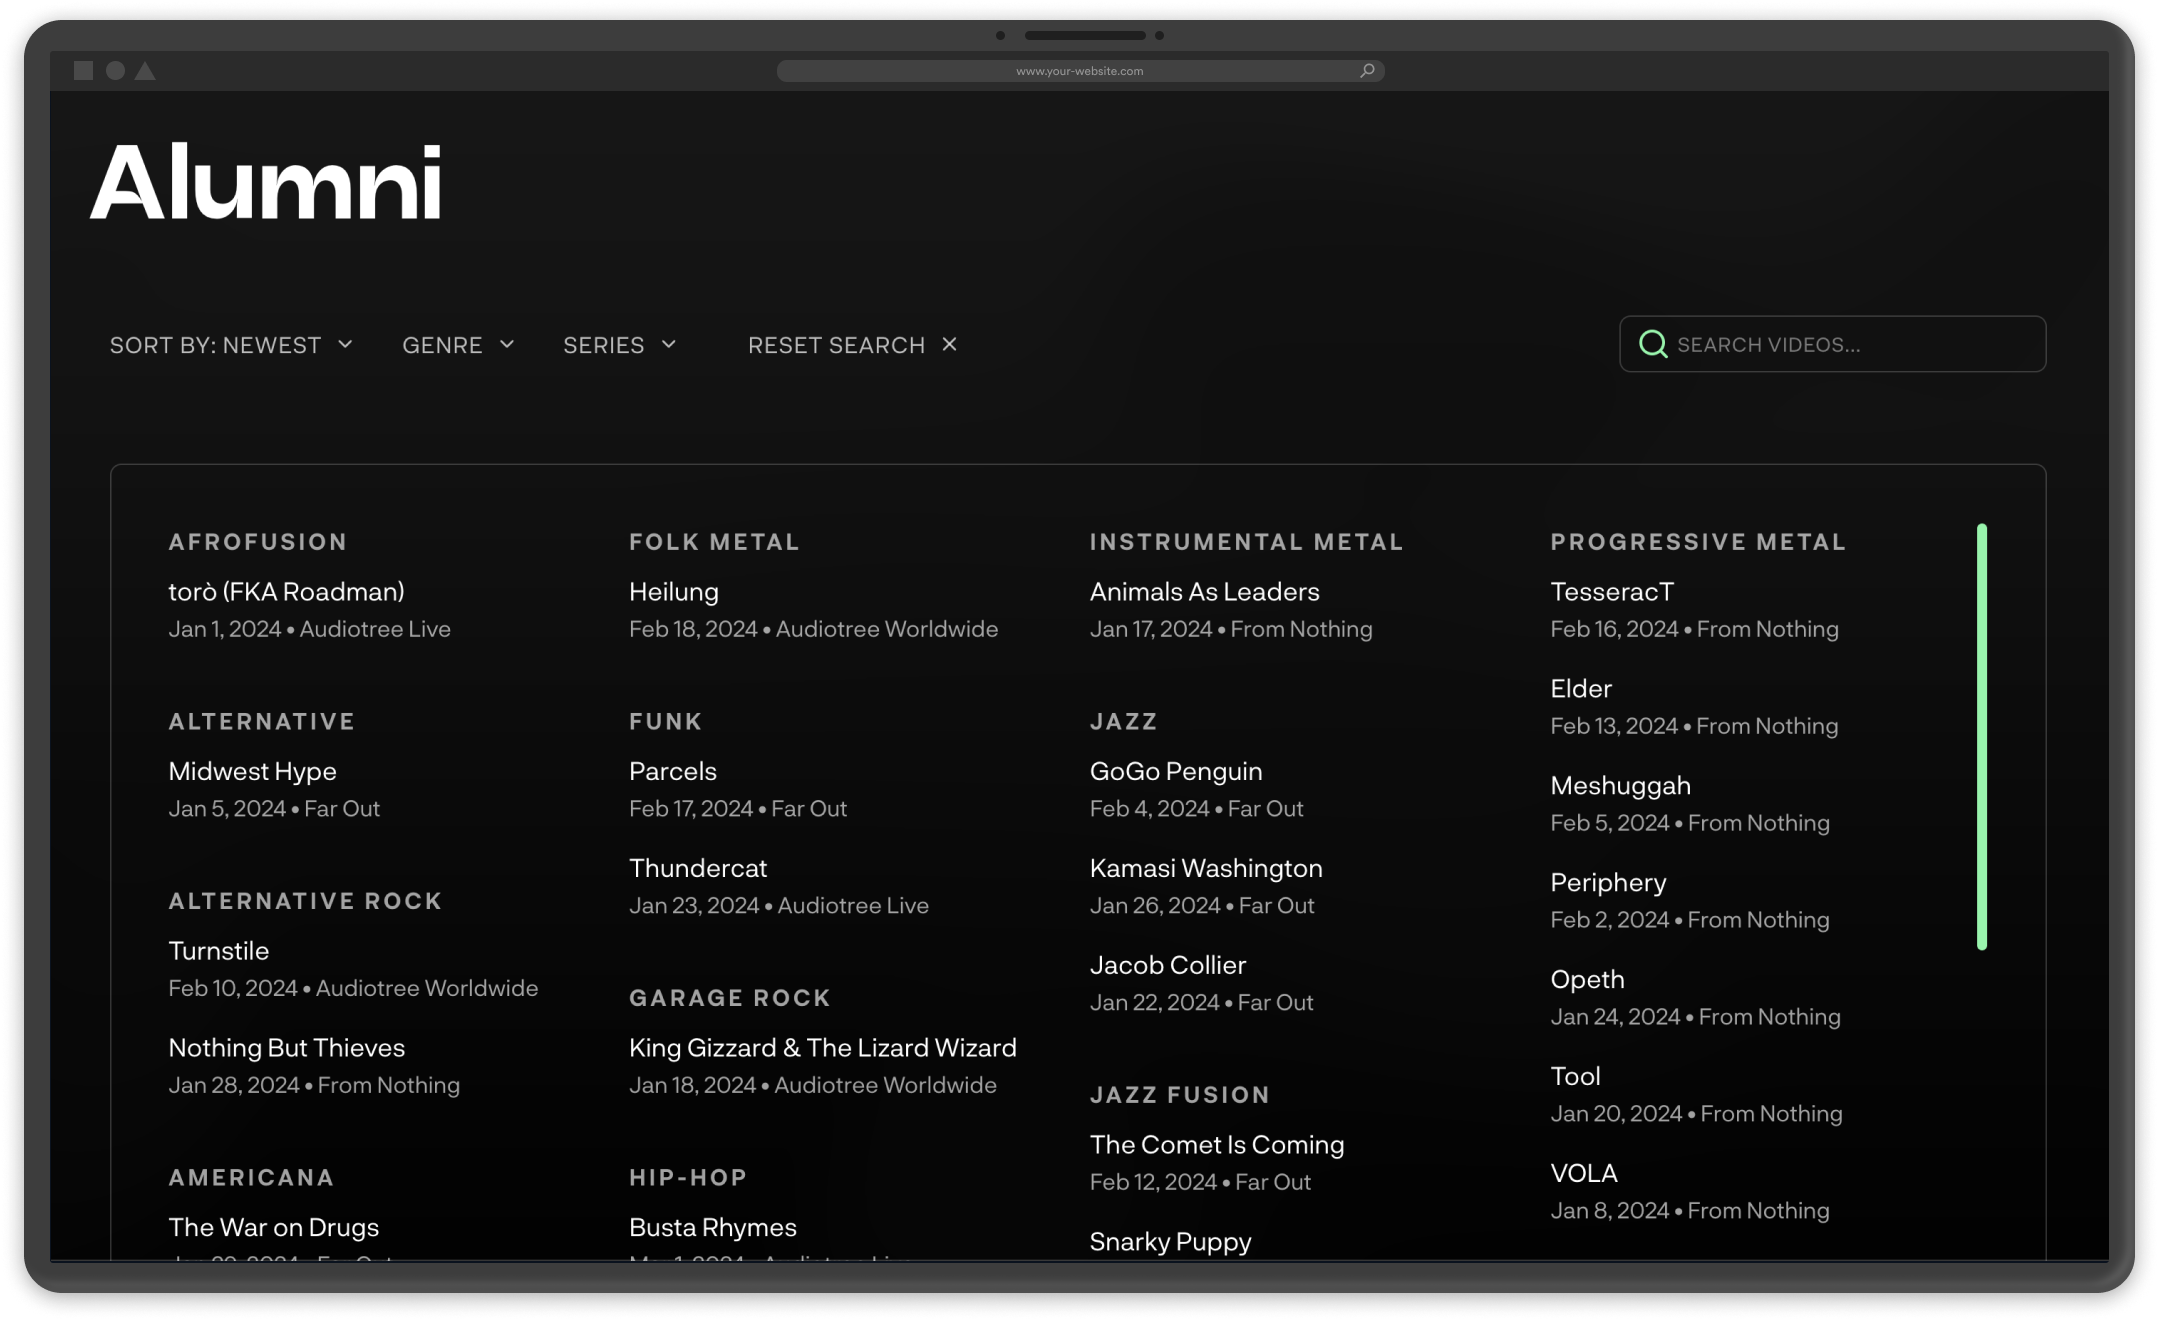 www.your-website.com
Alumni
SORT BY: NEWEST
GENRE
SERIES
RESET SEARCH ×
SEARCH VIDEOS...
AFROFUSION
torò (FKA Roadman)
Jan 1, 2024 • Audiotree Live
ALTERNATIVE
Midwest Hype
Jan 5, 2024 • Far Out
ALTERNATIVE ROCK
Turnstile
Feb 10, 2024 • Audiotree Worldwide
Nothing But Thieves
Jan 28, 2024 • From Nothing
AMERICANA
The War on Drugs
FOLK METAL
Heilung
Feb 18, 2024 • Audiotree Worldwide
FUNK
Parcels
Feb 17, 2024 • Far Out
Thundercat
Jan 23, 2024 • Audiotree Live
GARAGE ROCK
King Gizzard & The Lizard Wizard
Jan 18, 2024 • Audiotree Worldwide
HIP-HOP
Busta Rhymes
INSTRUMENTAL METAL
Animals As Leaders
Jan 17, 2024 • From Nothing
JAZZ
GoGo Penguin
Feb 4, 2024 • Far Out
Kamasi Washington
Jan 26, 2024 • Far Out
Jacob Collier
Jan 22, 2024 • Far Out
JAZZ FUSION
The Comet Is Coming
Feb 12, 2024 • Far Out
Snarky Puppy
PROGRESSIVE METAL
TesseracT
Feb 16, 2024 • From Nothing
Elder
Feb 13, 2024 • From Nothing
Meshuggah
Feb 5, 2024 • From Nothing
Periphery
Feb 2, 2024 • From Nothing
Opeth
Jan 24, 2024 • From Nothing
Tool
Jan 20, 2024 • From Nothing
VOLA
Jan 8, 2024 • From Nothing